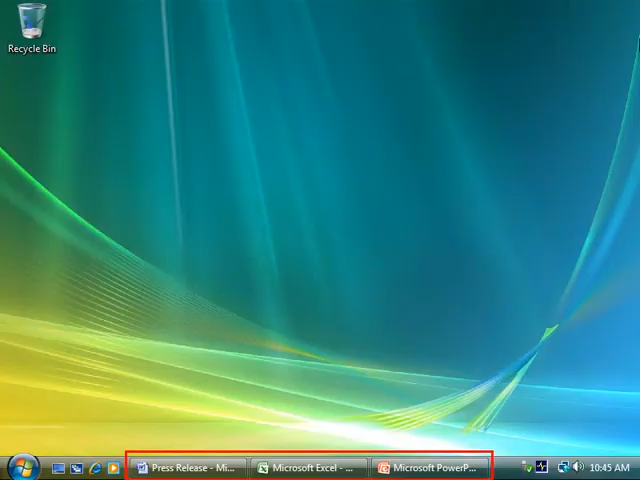 Recycle Bin
Press Release - Mi...
Microsoft Excel - ...
Microsoft PowerP...
10:45 AM